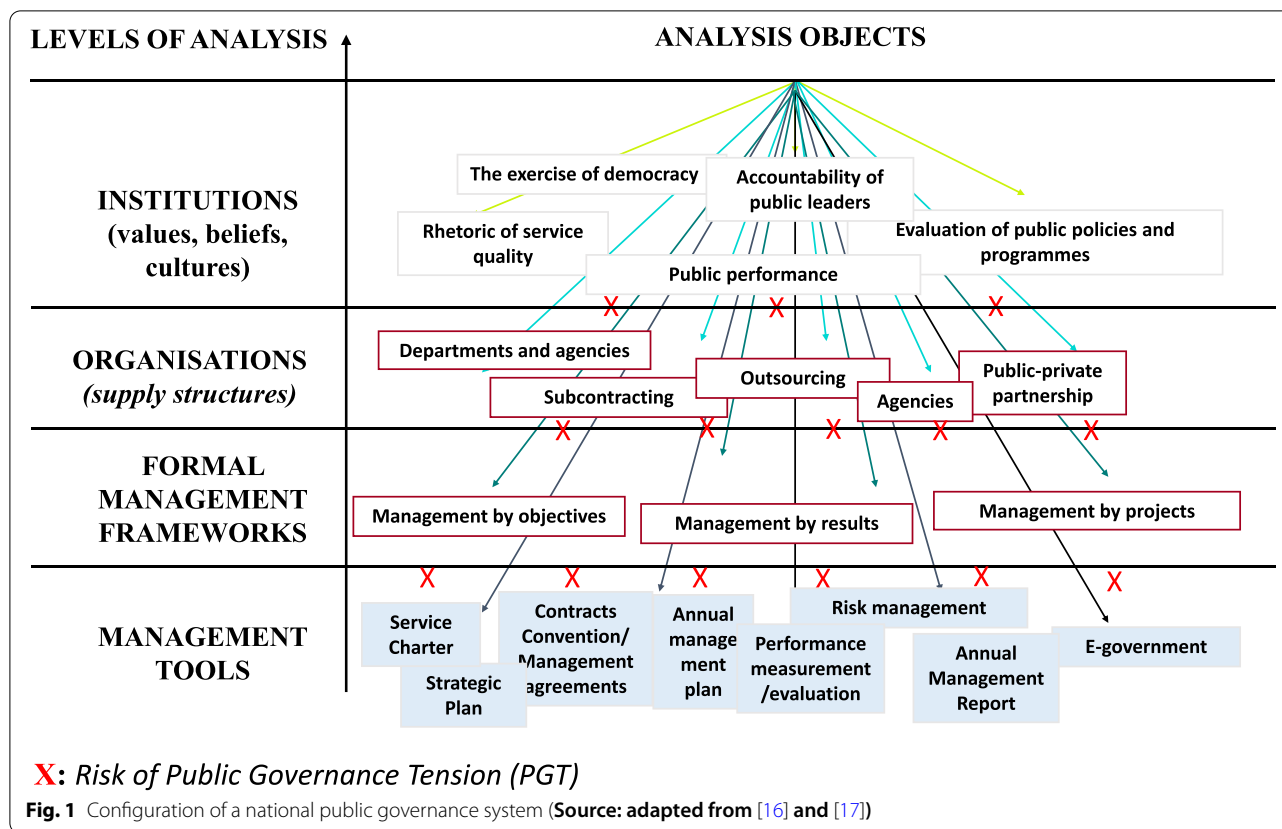 LEVELS OF ANALYSIS
ANALYSIS OBJECTS
INSTITUTIONS
(values, beliefs,
cultures)
The exercise of democracy
Accountability of
public leaders
Rhetoric of service
quality
Evaluation of public policies and
programmes
Public performance
X
X
X
ORGANISATIONS
(supply structures)
Departments and agencies
Subcontracting
Outsourcing
Agencies
Public-private
partnership
X
X
X
X
X
FORMAL
MANAGEMENT
FRAMEWORKS
Management by objectives
Management by results
Management by projects
X
X
X
X
X
X
MANAGEMENT
TOOLS
Service
Charter
Strategic
Plan
Contracts
Convention/
Management
agreements
Annual
manage
ment
plan
Performance
measurement
/evaluation
Risk management
Annual
Management
Report
E-government
X: Risk of Public Governance Tension (PGT)
Fig. 1 Configuration of a national public governance system (Source: adapted from [16] and [17])